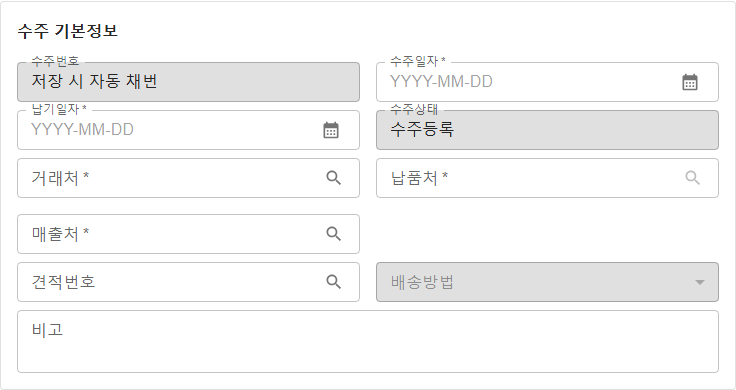 수주 기본정보
수주번호
저장 시 자동 채번
수주일자 *
YYYY-MM-DD
납기일자 *
YYYY-MM-DD
수주상태
수주등록
거래처 *
납품처 *
매출처 *
견적번호
배송방법
비고